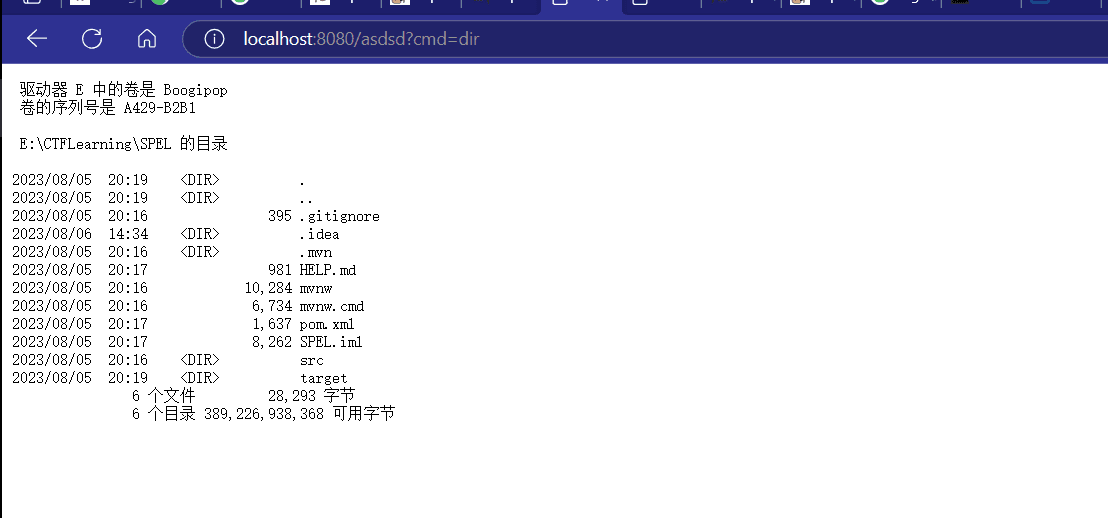 localhost:8080/asdsd?cmd=dir
驱动器 E 中的卷是 Boogipop
卷的序列号是 A429-B2B1
E:\CTFLearning\SPEL 的目录
2023/08/05  20:19    <DIR>          .
2023/08/05  20:19    <DIR>          ..
2023/08/05  20:16               395 .gitignore
2023/08/06  14:34    <DIR>          .idea
2023/08/05  20:16    <DIR>          .mvn
2023/08/05  20:17               981 HELP.md
2023/08/05  20:16            10,284 mvnw
2023/08/05  20:16             6,734 mvnw.cmd
2023/08/05  20:17             1,637 pom.xml
2023/08/05  20:17             8,262 SPEL.iml
2023/08/05  20:16    <DIR>          src
2023/08/05  20:19    <DIR>          target
6 个文件         28,293 字节
6 个目录 389,226,938,368 可用字节